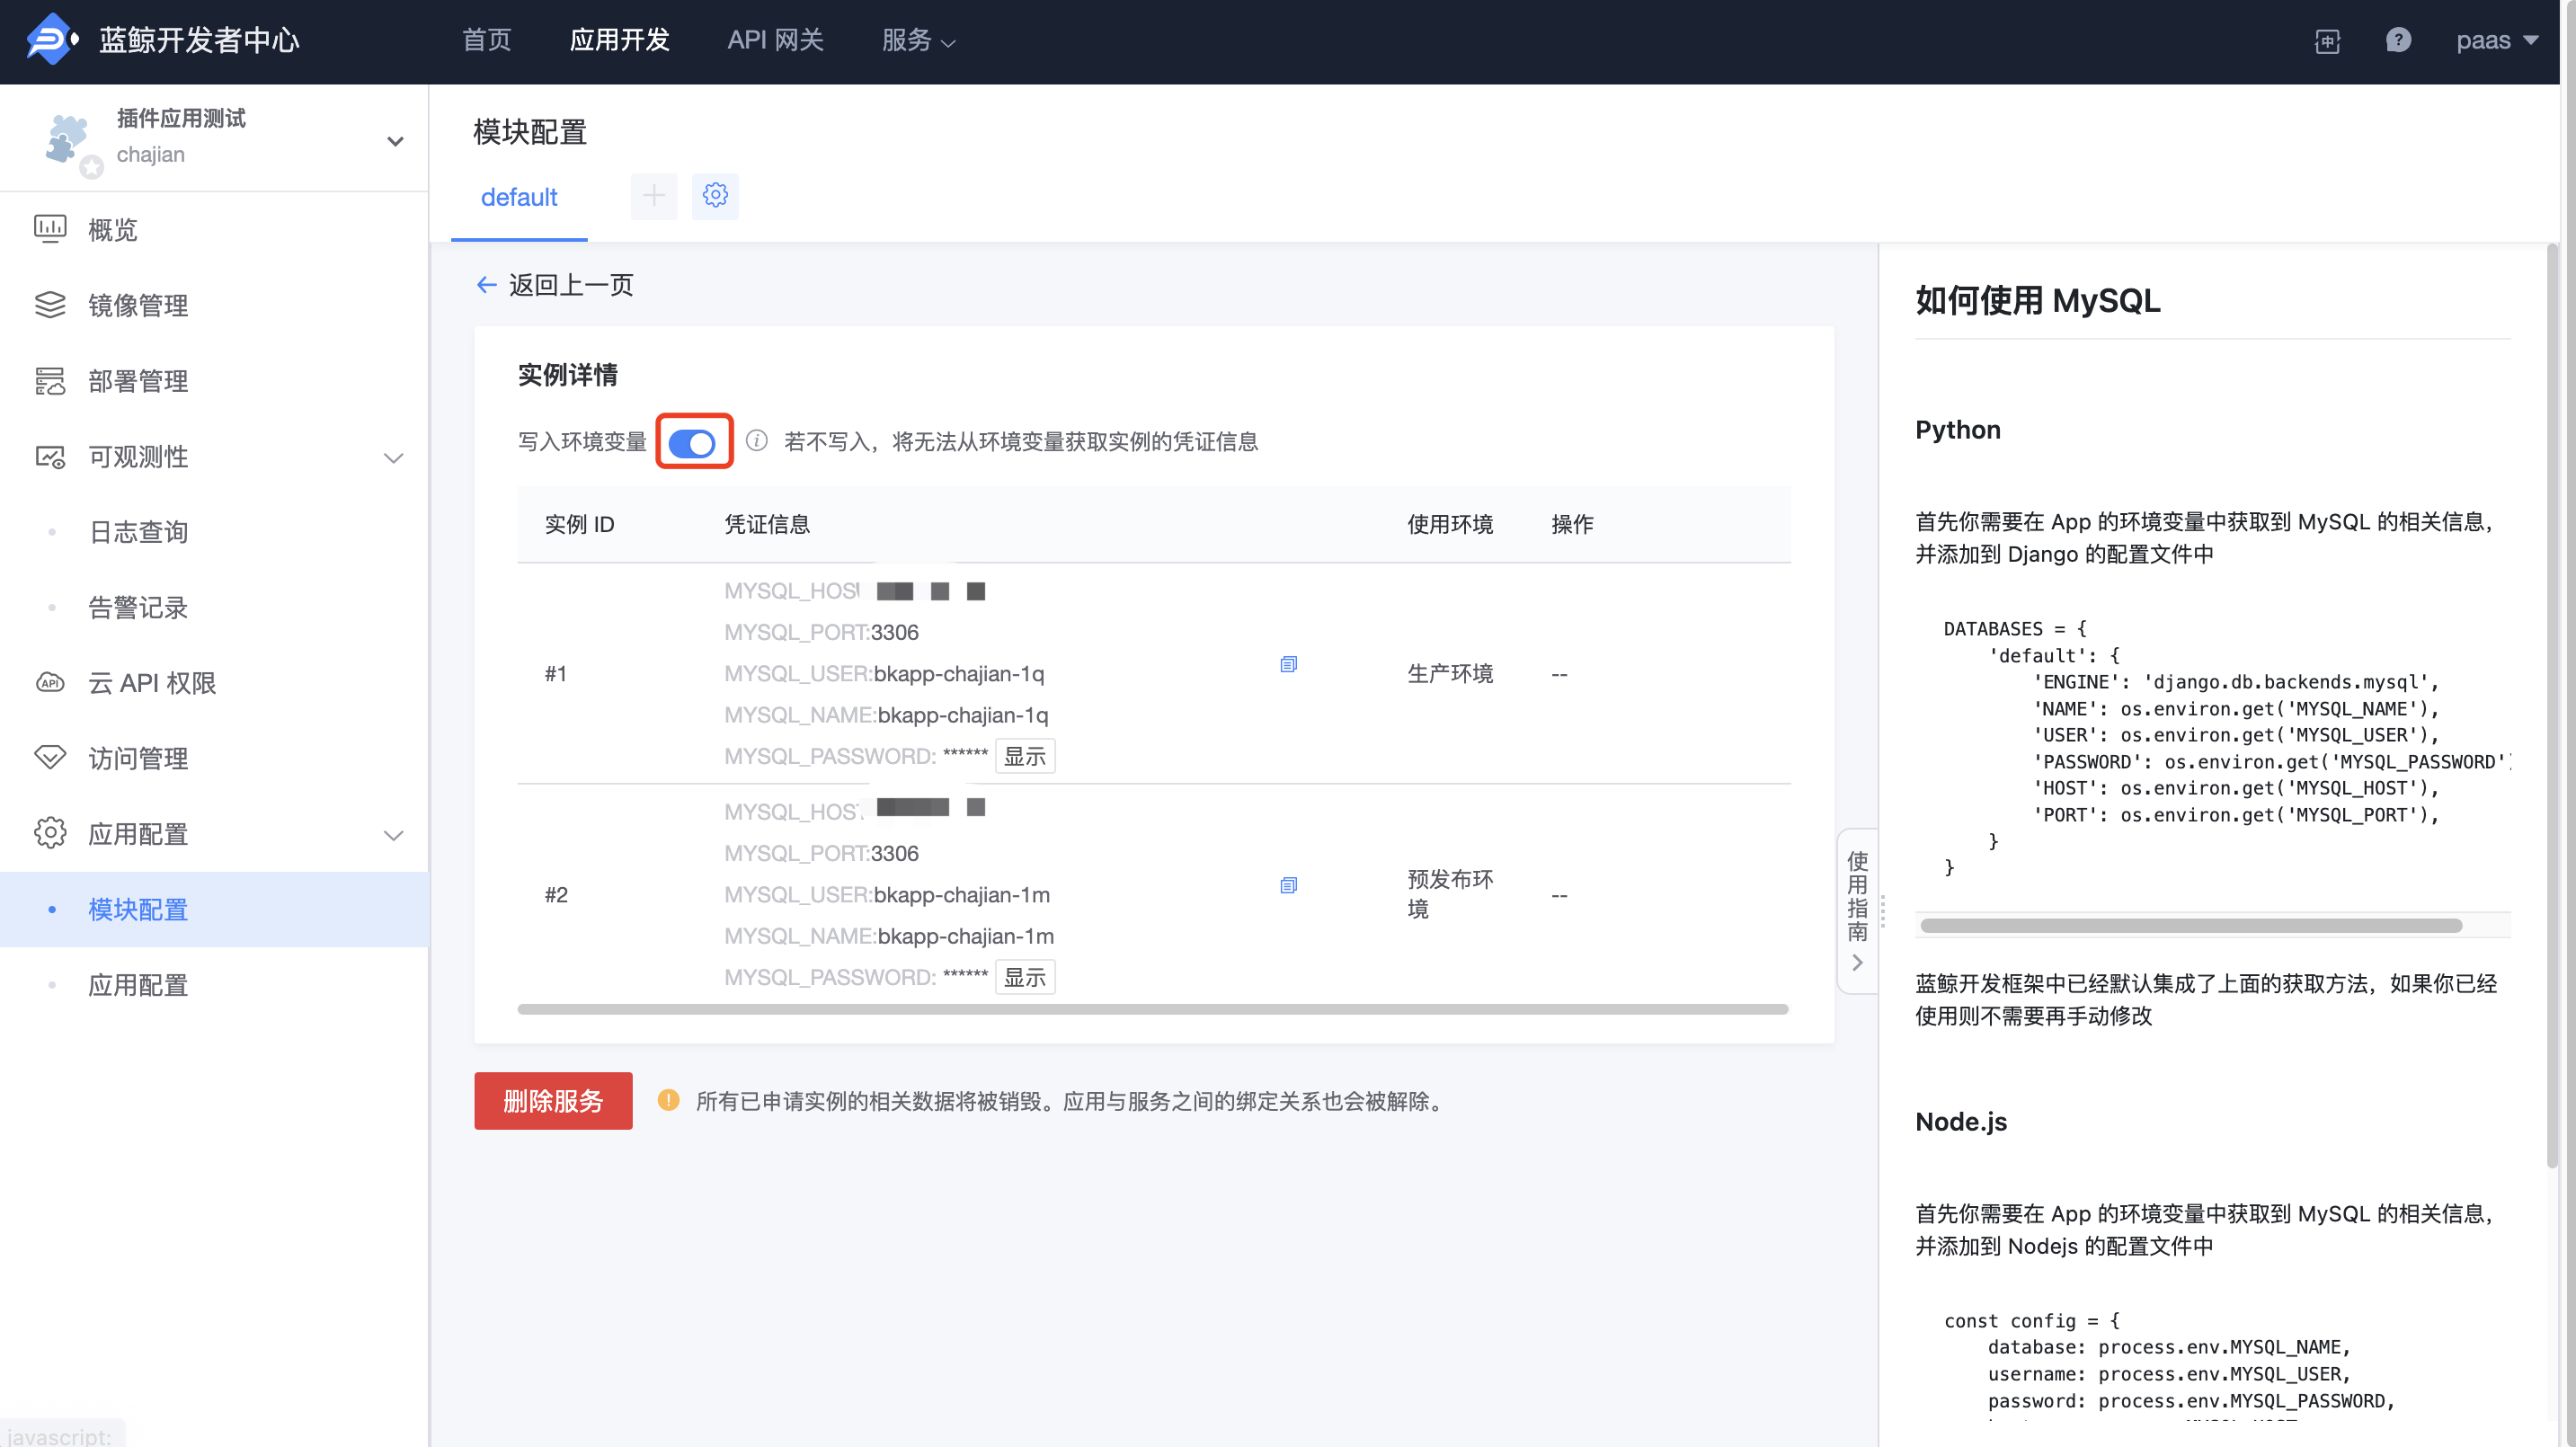 蓝鲸开发者中心
首页 应用开发 API 网关 服务
paas
插件应用测试
chajian
概览
镜像管理
部署管理
可观测性
日志查询
告警记录
云 API 权限
访问管理
应用配置
模块配置
应用配置
javascript:
模块配置
default
返回上一页
实例详情
写入环境变量 若不写入，将无法从环境变量获取实例的凭证信息
实例 ID 凭证信息 使用环境 操作
#1
MYSQL_HOST
MYSQL_PORT:3306
MYSQL_USER:bkapp-chajian-1q
MYSQL_NAME:bkapp-chajian-1q
MYSQL_PASSWORD: ****** 显示
生产环境
--
#2
MYSQL_HOST
MYSQL_PORT:3306
MYSQL_USER:bkapp-chajian-1m
MYSQL_NAME:bkapp-chajian-1m
MYSQL_PASSWORD: ****** 显示
预发布环
境
--
删除服务 所有已申请实例的相关数据将被销毁。应用与服务之间的绑定关系也会被解除。
使用指南
如何使用 MySQL
Python
首先你需要在 App 的环境变量中获取到 MySQL 的相关信息，
并添加到 Django 的配置文件中
DATABASES = {
'default': {
'ENGINE': 'django.db.backends.mysql',
'NAME': os.environ.get('MYSQL_NAME'),
'USER': os.environ.get('MYSQL_USER'),
'PASSWORD': os.environ.get('MYSQL_PASSWORD'
'HOST': os.environ.get('MYSQL_HOST'),
'PORT': os.environ.get('MYSQL_PORT'),
}
}
蓝鲸开发框架中已经默认集成了上面的获取方法，如果你已经
使用则不需要再手动修改
Node.js
首先你需要在 App 的环境变量中获取到 MySQL 的相关信息，
并添加到 Nodejs 的配置文件中
const config = {
database: process.env.MYSQL_NAME,
username: process.env.MYSQL_USER,
password: process.env.MYSQL_PASSWORD,